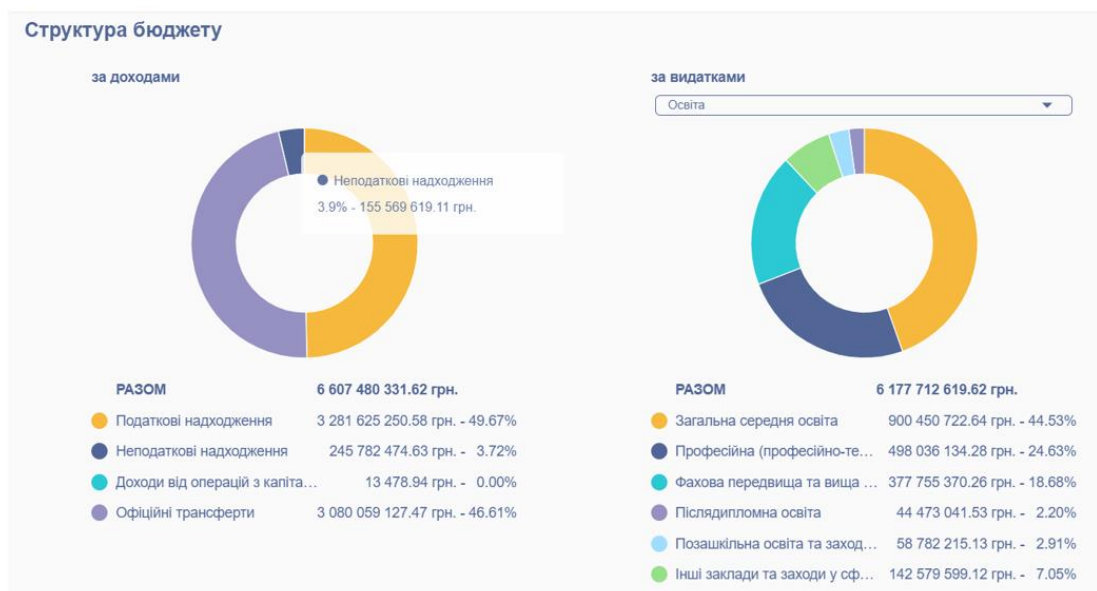 Структура бюджету
за доходами
Неподаткові надходження
3.9% - 155 569 619.11 грн.
РАЗОМ 6 607 480 331.62 грн.
Податкові надходження 3 281 625 250.58 грн. - 49.67%
Неподаткові надходження 245 782 474.63 грн. - 3.72%
Доходи від операцій з капіта... 13 478.94 грн. - 0.00%
Офіційні трансферти 3 080 059 127.47 грн. - 46.61%
за видатками
Освіта
РАЗОМ 6 177 712 619.62 грн.
Загальна середня освіта 900 450 722.64 грн. - 44.53%
Професійна (професійно-те... 498 036 134.28 грн. - 24.63%
Фахова передвища та вища ... 377 755 370.26 грн. - 18.68%
Післядипломна освіта 44 473 041.53 грн. - 2.20%
Позашкільна освіта та заход... 58 782 215.13 грн. - 2.91%
Інші заклади та заходи у сф... 142 579 599.12 грн. - 7.05%